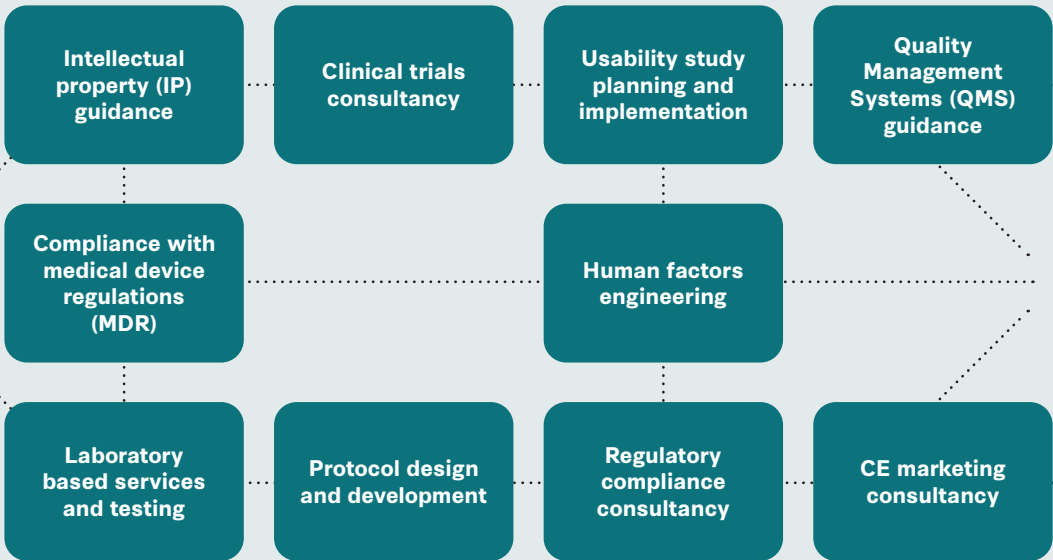 Intellectual
property (IP)
guidance
Clinical trials
consultancy
Usability study
planning and
implementation
Quality
Management
Systems (QMS)
guidance
Compliance with
medical device
regulations
(MDR)
Human factors
engineering
Laboratory
based services
and testing
Protocol design
and development
Regulatory
compliance
consultancy
CE marketing
consultancy